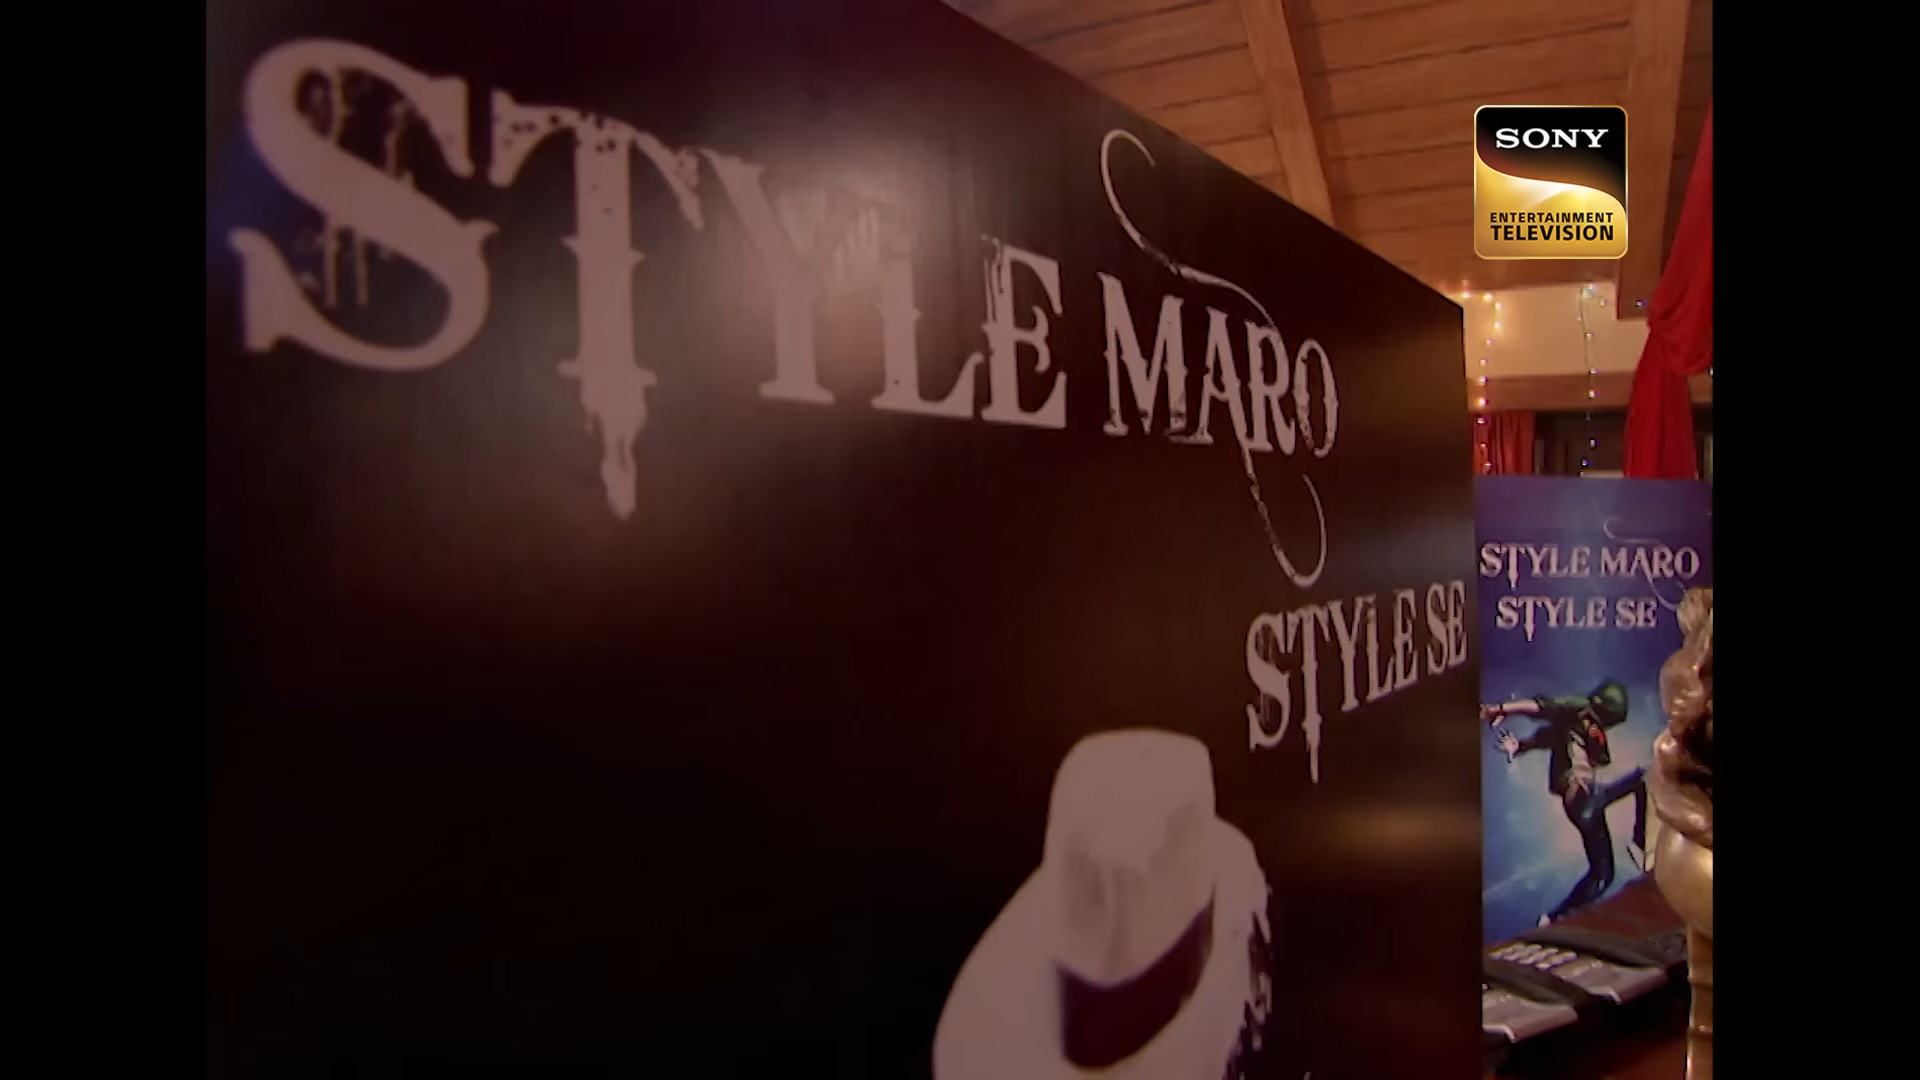 STYLE MARO
STYLE SE
SONY
ENTERTAINMENT
TELEVISION
STYLE MARO
STYLE SE